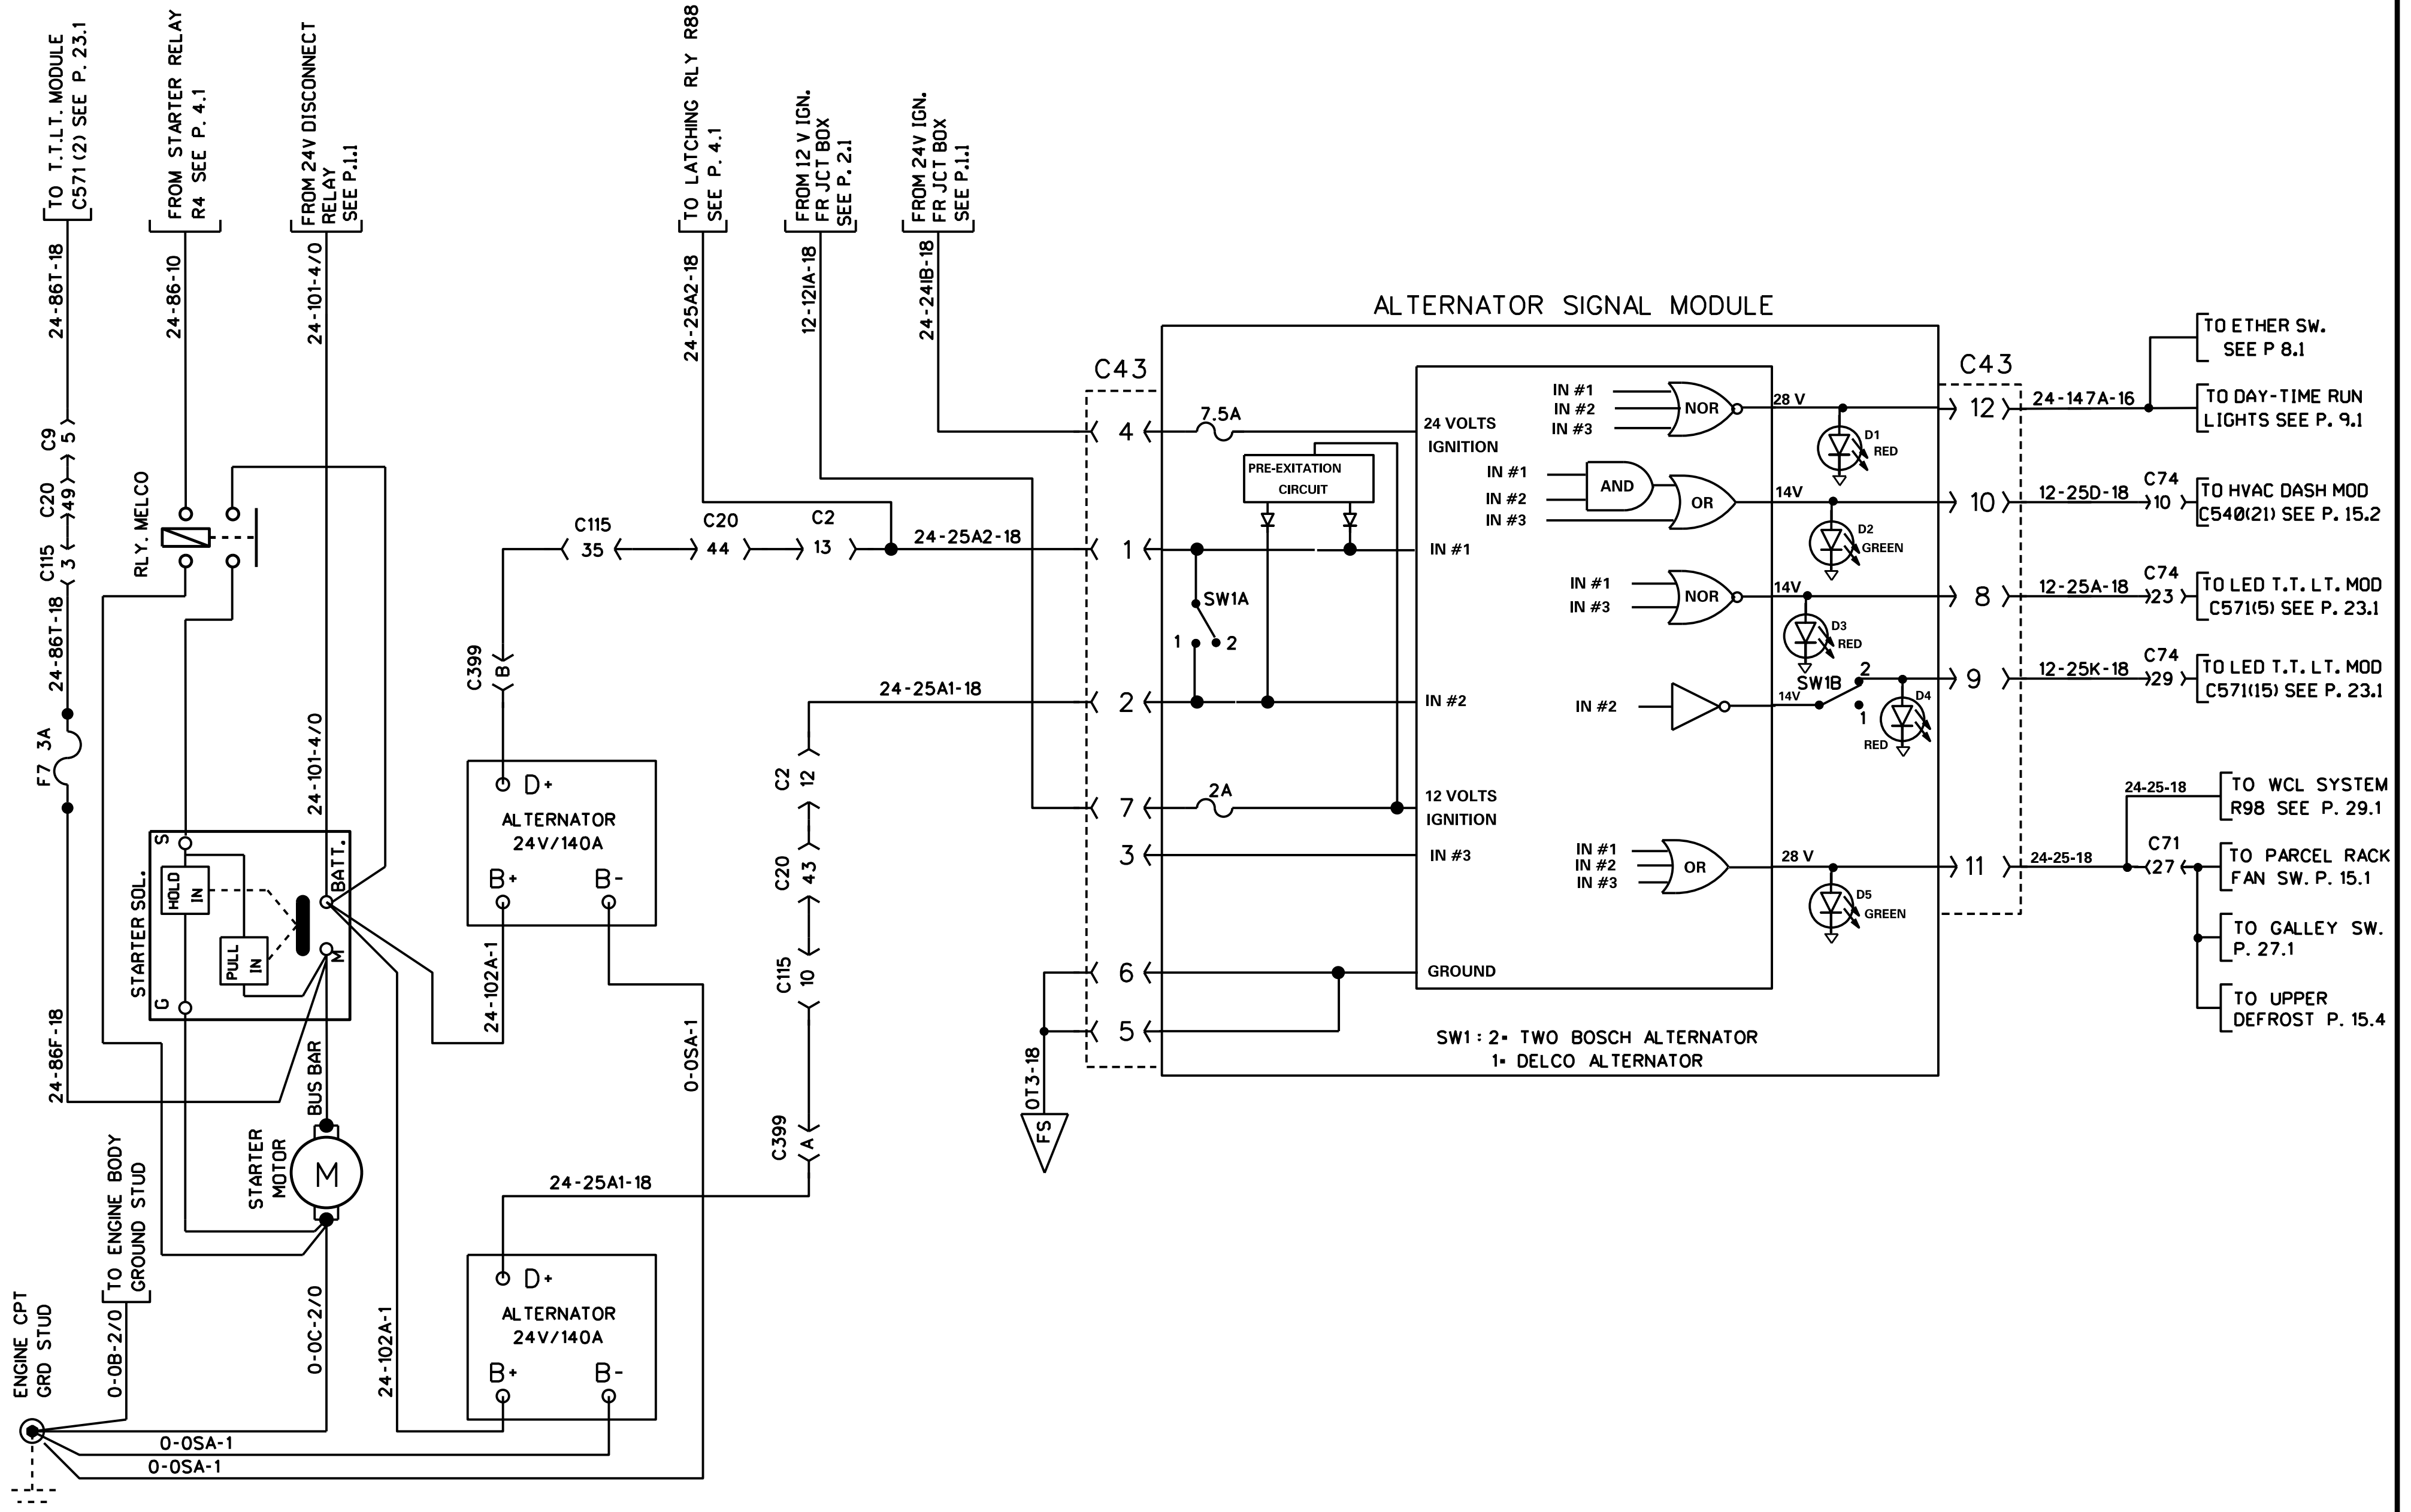 TO T.T.LT. MODULE
C571 (2) SEE P. 23.1
FROM STARTER RELAY
R4 SEE P. 4.1
FROM 24V DISCONNECT
RELAY
SEE P.1.1
TO LATCHING RLY R88
SEE P. 4.1
FROM 12 V IGN.
FR JCT BOX
SEE P. 2.1
FROM 24V IGN.
FR JCT BOX
SEE P.1.1
24-86T-18
24-86-10
24-101-4/0
24-25A2-18
12-121A-18
24-24IB-18
C9
5
C20
49
C115
3
24-86T-18
F7 3A
24-86F-18
RLY. MELCO
24-101-4/0
STARTER SOL.
S
HOLD
IN
PULL
IN
G
BATT.
M
BUS BAR
STARTER
MOTOR
M
TO ENGINE BODY
GROUND STUD
ENGINE CPT
GRD STUD
0-0B-2/0
0-0C-2/0
24-102A-1
0-0SA-1
0-0SA-1
C115
35
C20
44
C2
13
24-25A2-18
C399
B
D+
ALTERNATOR
24V/140A
B+
B-
24-102A-1
0-0SA-1
24-25A1-18
C2
12
C20
43
C115
10
C399
A
24-25A1-18
D+
ALTERNATOR
24V/140A
B+
B-
ALTERNATOR SIGNAL MODULE
C43
4
1
2
7
3
6
5
0T3-18
FS
7.5A
PRE-EXITATION
CIRCUIT
SW1A
1
2
2A
24 VOLTS
IGNITION
IN #1
IN #2
12 VOLTS
IGNITION
IN #3
GROUND
IN #1
IN #2
IN #3
NOR
28 V
D1
RED
IN #1
IN #2
IN #3
AND
OR
14V
D2
GREEN
IN #1
IN #3
NOR
14V
D3
RED
IN #2
14V
SW1B
2
1
D4
RED
IN #1
IN #2
IN #3
OR
28 V
D5
GREEN
SW1 : 2= TWO BOSCH ALTERNATOR
1= DELCO ALTERNATOR
C43
12
10
8
9
11
24-147A-16
TO ETHER SW.
SEE P 8.1
TO DAY-TIME RUN
LIGHTS SEE P. 9.1
12-25D-18
C74
10
TO HVAC DASH MOD
C540(21) SEE P. 15.2
12-25A-18
C74
23
TO LED T.T. LT. MOD
C571(5) SEE P. 23.1
12-25K-18
C74
29
TO LED T.T. LT. MOD
C571(15) SEE P. 23.1
24-25-18
TO WCL SYSTEM
R98 SEE P. 29.1
24-25-18
C71
27
TO PARCEL RACK
FAN SW. P. 15.1
TO GALLEY SW.
P. 27.1
TO UPPER
DEFROST P. 15.4